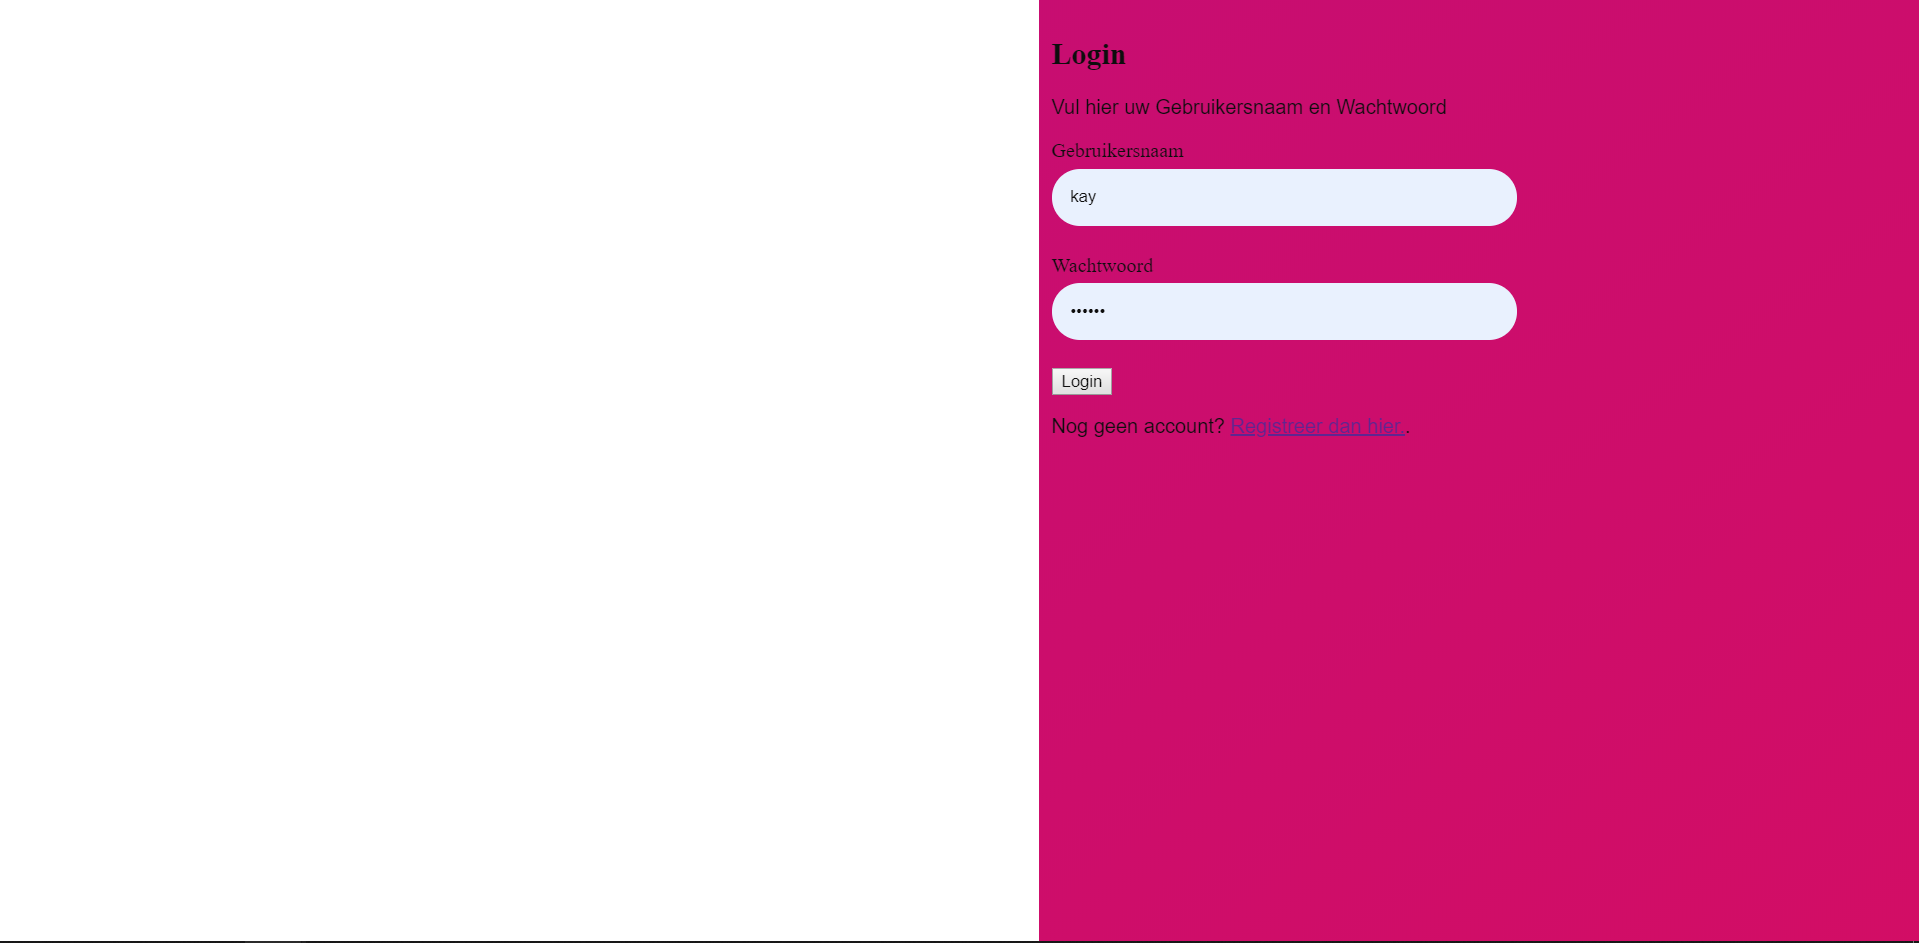 Login
Vul hier uw Gebruikersnaam en Wachtwoord
Gebruikersnaam
kay
Wachtwoord
••••••
Login
Nog geen account? Registreer dan hier..